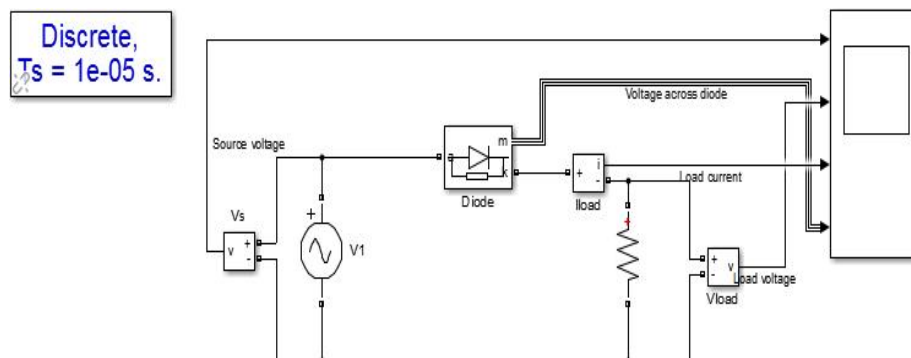 Discrete,
Ts = 1e-05 s.
Voltage across diode
Source voltage
m
k
Diode
+
i
-
Iload
Load current
Vs
v
+
-
+
V1
+
+
-
v
Load voltage
Vload